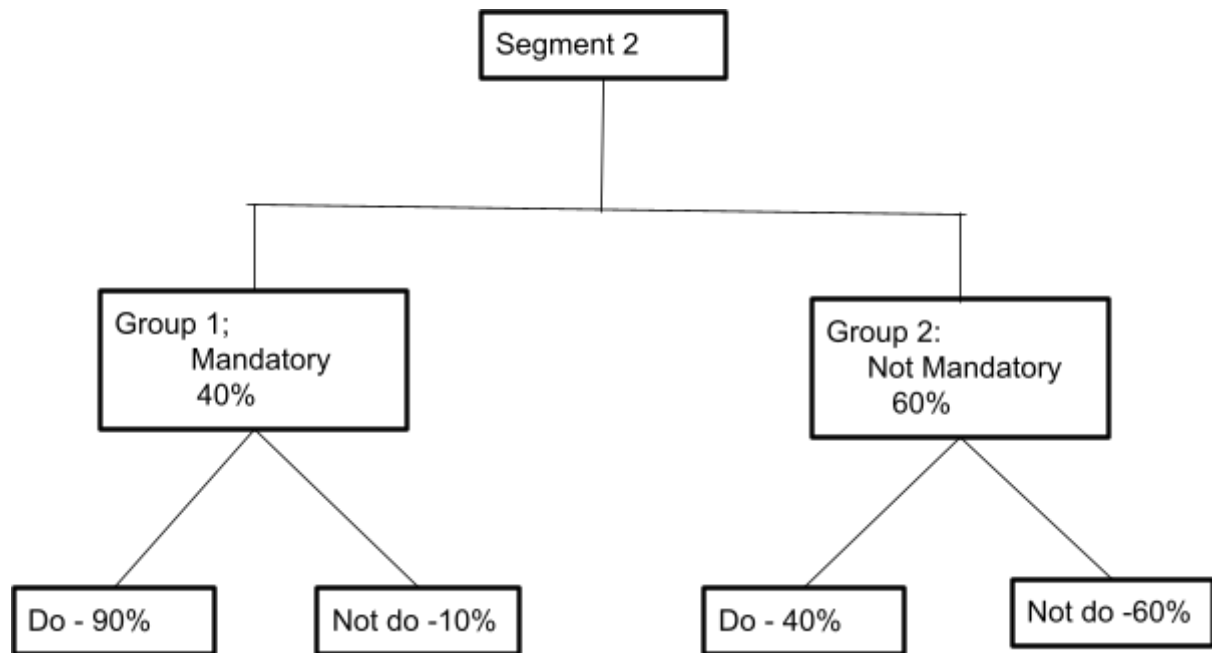 Segment 2
Group 1;
Mandatory
40%
Group 2:
Not Mandatory
60%
Do - 90%
Not do -10%
Do - 40%
Not do -60%